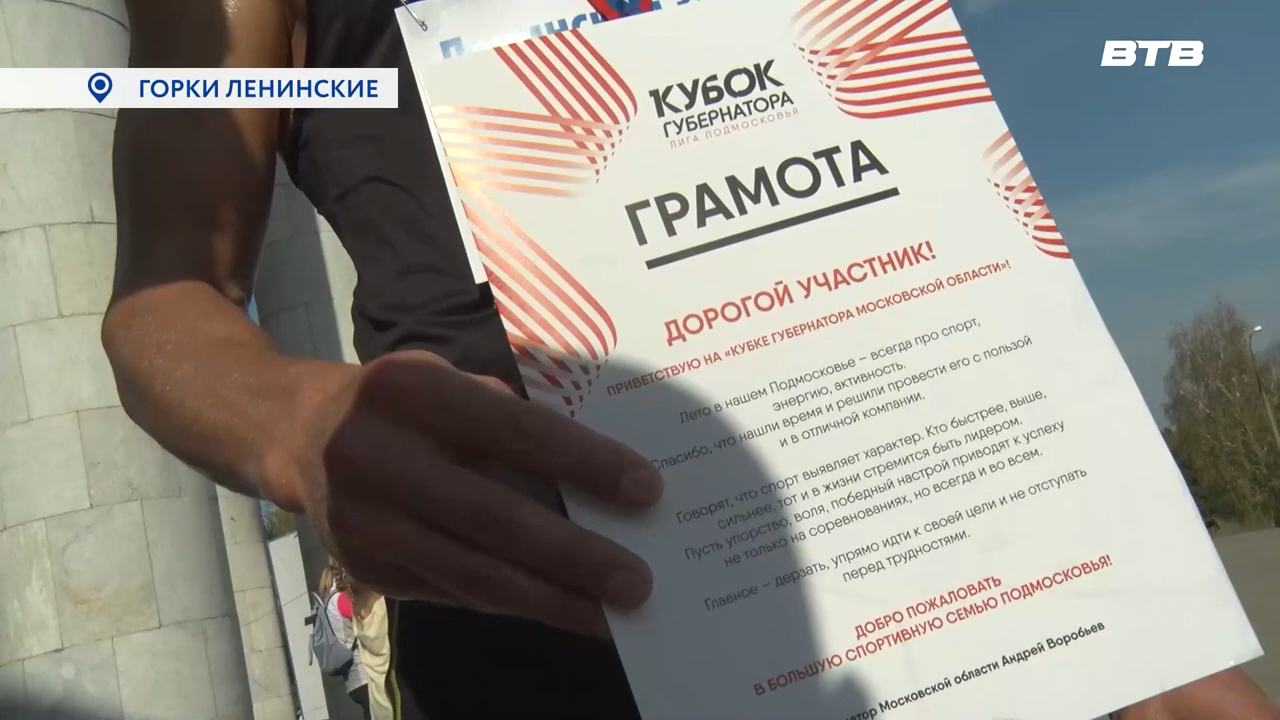 ВТВ
ГОРКИ ЛЕНИНСКИЕ
КУБОК
ГУБЕРНАТОРА
ЛИГА ПОДМОСКОВЬЯ
ГРАМОТА
ДОРОГОЙ УЧАСТНИК!
ПРИВЕТСТВУЮ НА «КУБКЕ ГУБЕРНАТОРА МОСКОВСКОЙ ОБЛАСТИ»!
Лето в нашем Подмосковье – всегда про спорт,
энергию, активность.
Спасибо, что нашли время и решили провести его с пользой
и в отличной компании.
Говорят, что спорт выявляет характер. Кто быстрее, выше,
сильнее, тот и в жизни стремится быть лидером.
Пусть упорство, воля, победный настрой приводят к успеху
не только на соревнованиях, но всегда и во всем.
Главное – дерзать, упрямо идти к своей цели и не отступать
перед трудностями.
ДОБРО ПОЖАЛОВАТЬ
В БОЛЬШУЮ СПОРТИВНУЮ СЕМЬЮ ПОДМОСКОВЬЯ!
Московской области Андрей Воробьев